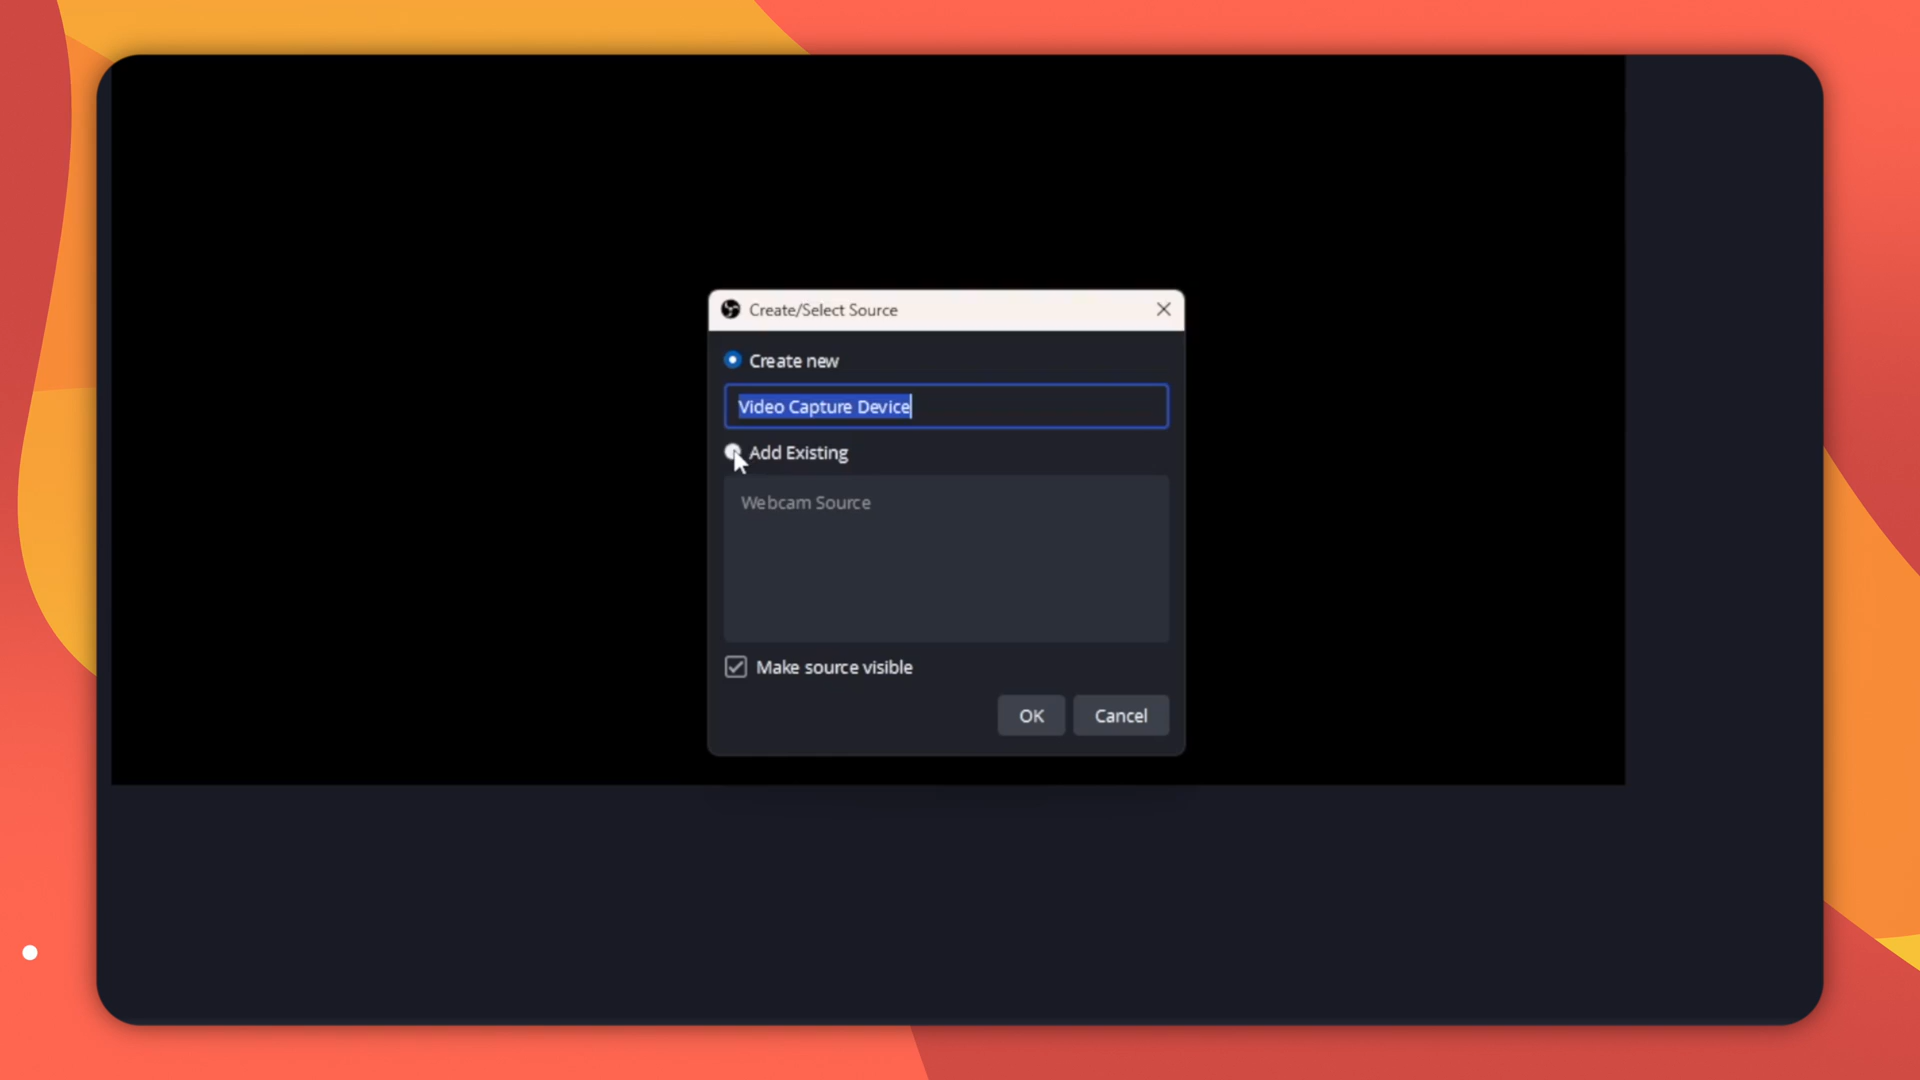 Create/Select Source
Create new
Video Capture Device
Add Existing
Webcam Source
Make source visible
OK
Cancel